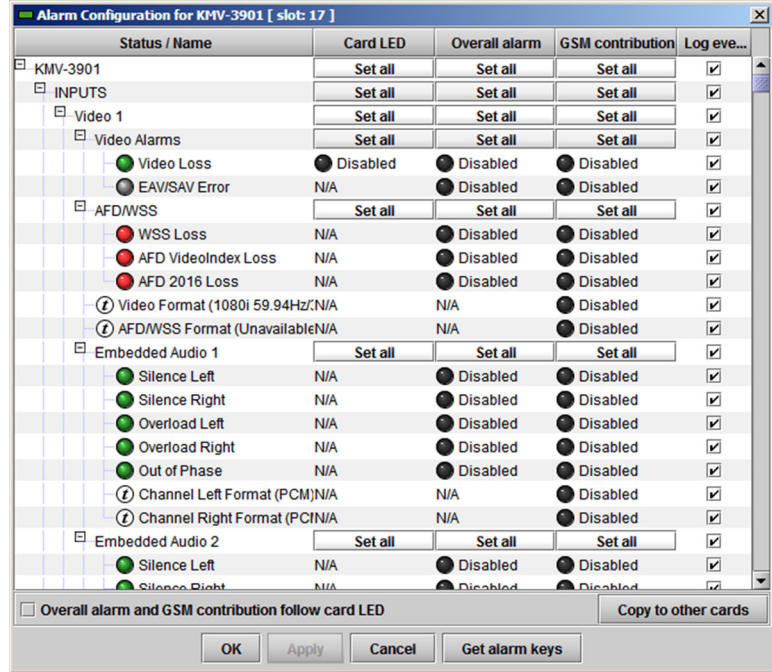 Alarm Configuration for KMV-3901 [ slot: 17 ]
Status / Name Card LED Overall alarm GSM contribution Log eve...
KMV-3901 Set all Set all Set all
INPUTS Set all Set all Set all
Video 1 Set all Set all Set all
Video Alarms Set all Set all Set all
Video Loss Disabled Disabled Disabled
EAV/SAV Error N/A Disabled Disabled
AFD/WSS Set all Set all Set all
WSS Loss N/A Disabled Disabled
AFD VideoIndex Loss N/A Disabled Disabled
AFD 2016 Loss N/A Disabled Disabled
t Video Format (1080i 59.94Hz/ N/A N/A Disabled
t AFD/WSS Format (Unavailable N/A N/A Disabled
Embedded Audio 1 Set all Set all Set all
Silence Left N/A Disabled Disabled
Silence Right N/A Disabled Disabled
Overload Left N/A Disabled Disabled
Overload Right N/A Disabled Disabled
Out of Phase N/A Disabled Disabled
t Channel Left Format (PCM) N/A N/A Disabled
t Channel Right Format (PCM N/A N/A Disabled
Embedded Audio 2 Set all Set all Set all
Silence Left N/A Disabled Disabled
Silence Right N/A Disabled Disabled
Overall alarm and GSM contribution follow card LED Copy to other cards
OK Apply Cancel Get alarm keys